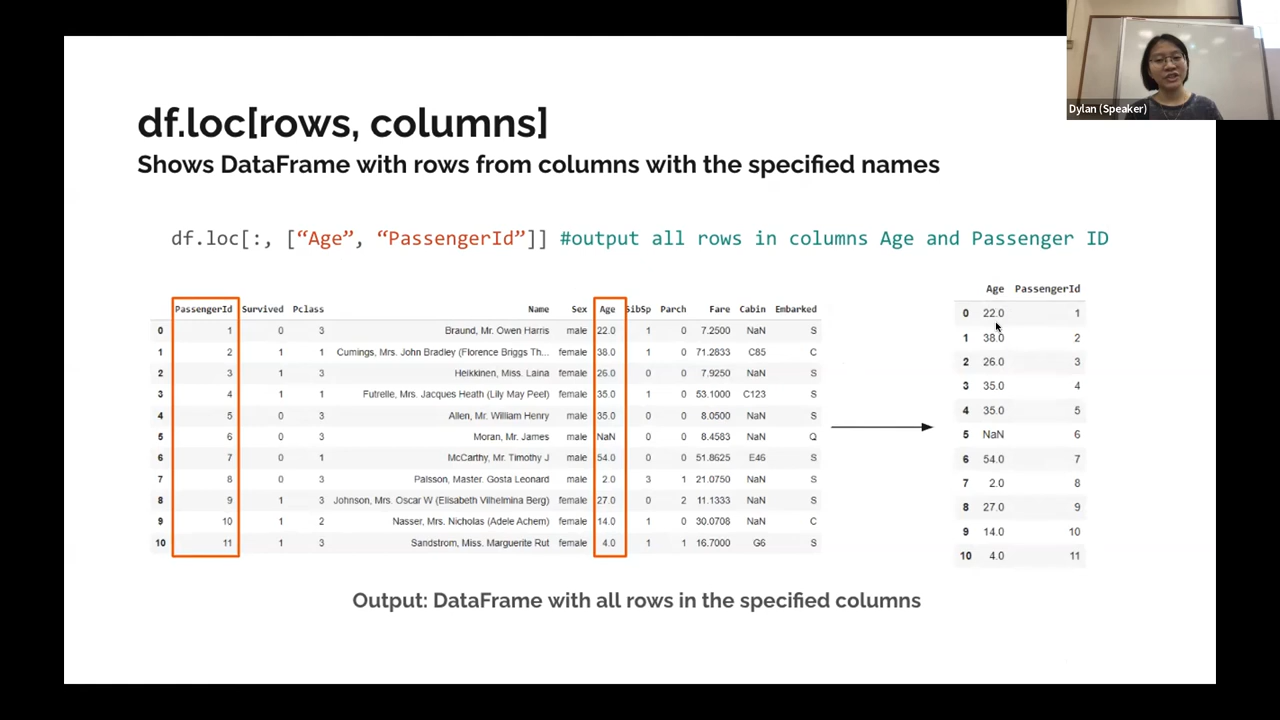 Dylan (Speaker)
df.loc[rows, columns]
Shows DataFrame with rows from columns with the specified names
df.loc[:, [“Age”, “PassengerId”]] #output all rows in columns Age and Passenger ID
PassengerId Survived Pclass Name Sex Age SibSp Parch Fare Cabin Embarked
0 1 0 3 Braund, Mr. Owen Harris male 22.0 1 0 7.2500 NaN S
1 2 1 1 Cumings, Mrs. John Bradley (Florence Briggs Th... female 38.0 1 0 71.2833 C85 C
2 3 1 3 Heikkinen, Miss. Laina female 26.0 0 0 7.9250 NaN S
3 4 1 1 Futrelle, Mrs. Jacques Heath (Lily May Peel) female 35.0 1 0 53.1000 C123 S
4 5 0 3 Allen, Mr. William Henry male 35.0 0 0 8.0500 NaN S
5 6 0 3 Moran, Mr. James male NaN 0 0 8.4583 NaN Q
6 7 0 1 McCarthy, Mr. Timothy J male 54.0 0 0 51.8625 E46 S
7 8 0 3 Palsson, Master. Gosta Leonard male 2.0 3 1 21.0750 NaN S
8 9 1 3 Johnson, Mrs. Oscar W (Elisabeth Vilhelmina Berg) female 27.0 0 2 11.1333 NaN S
9 10 1 2 Nasser, Mrs. Nicholas (Adele Achem) female 14.0 1 0 30.0708 NaN C
10 11 1 3 Sandstrom, Miss. Marguerite Rut female 4.0 1 1 16.7000 G6 S
Age PassengerId
0 22.0 1
1 38.0 2
2 26.0 3
3 35.0 4
4 35.0 5
5 NaN 6
6 54.0 7
7 2.0 8
8 27.0 9
9 14.0 10
10 4.0 11
Output: DataFrame with all rows in the specified columns